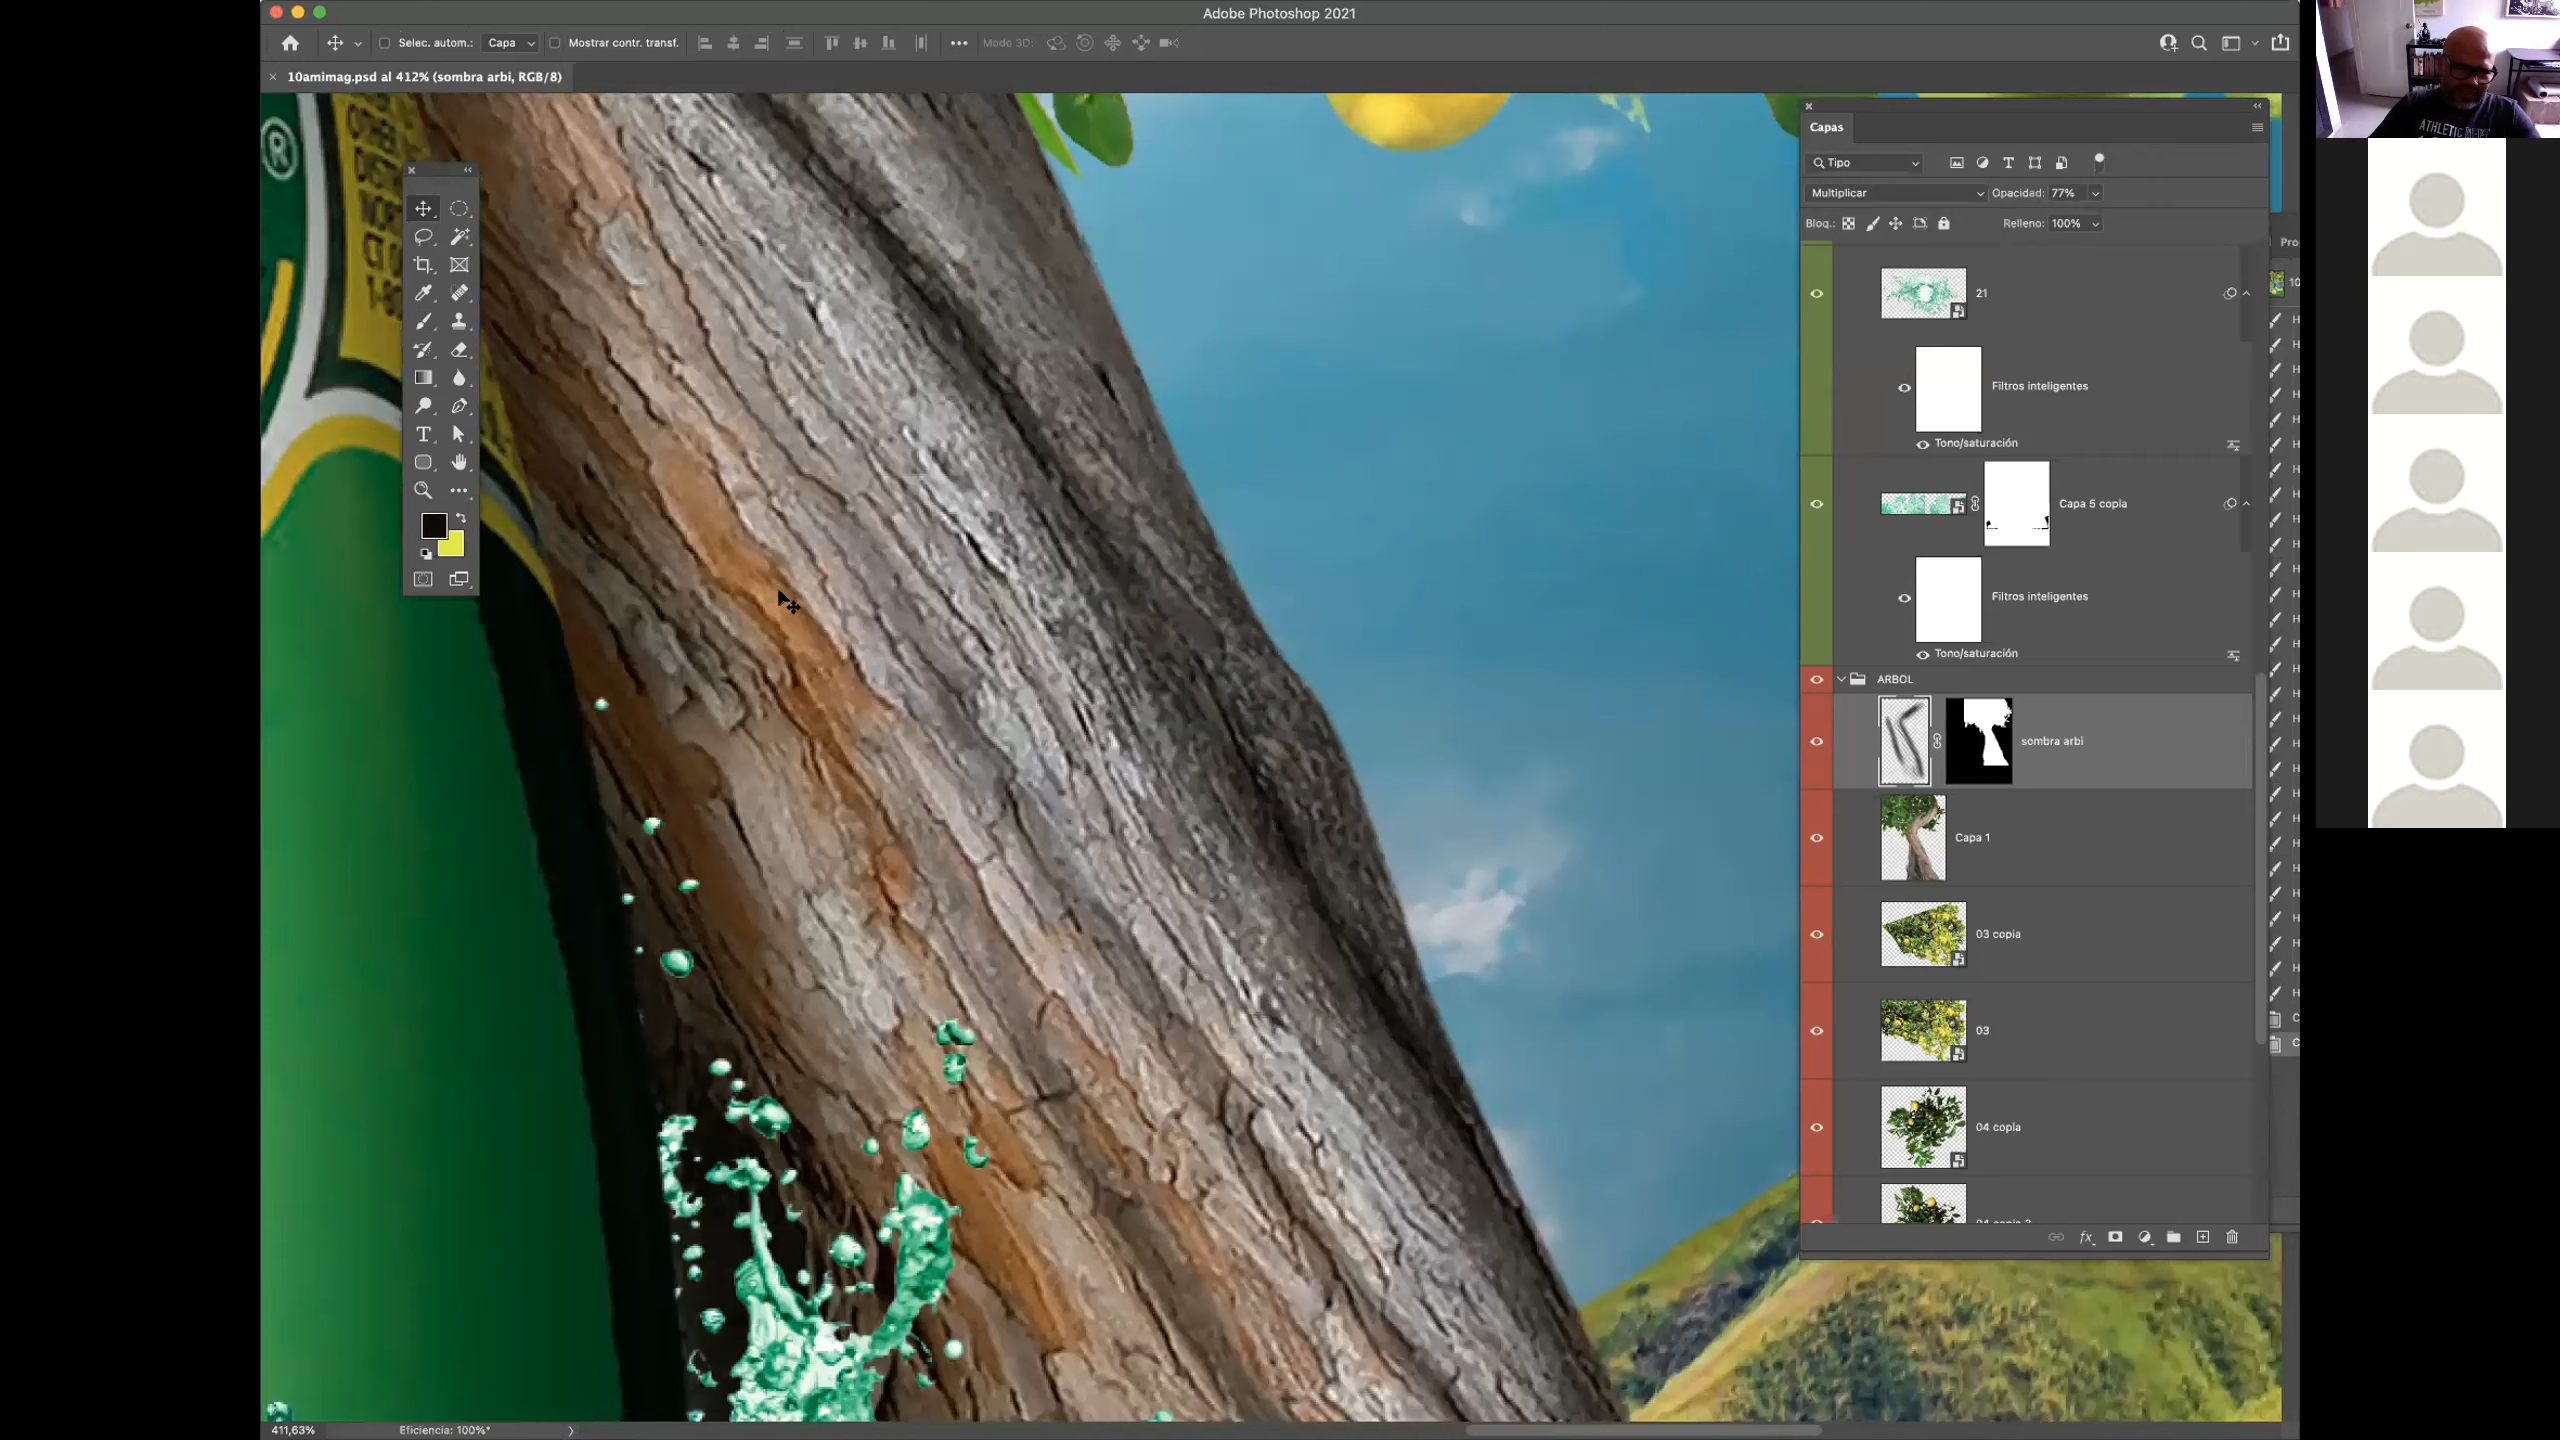 Adobe Photoshop 2021
Selec. autom.: Capa Mostrar contr. transf. Modo 3D:
10amimag.psd al 412% (sombra arbi, RGB/8)
Capas
Tipo
Multiplicar Opacidad: 77%
Bloq.: Relleno: 100%
21
Filtros inteligentes
Tono/saturación
Capa 5 copia
Filtros inteligentes
Tono/saturación
ARBOL
sombra arbi
Capa 1
03 copia
03
04 copia
411,63% Eficiencia: 100%*
ATHLETIC
®